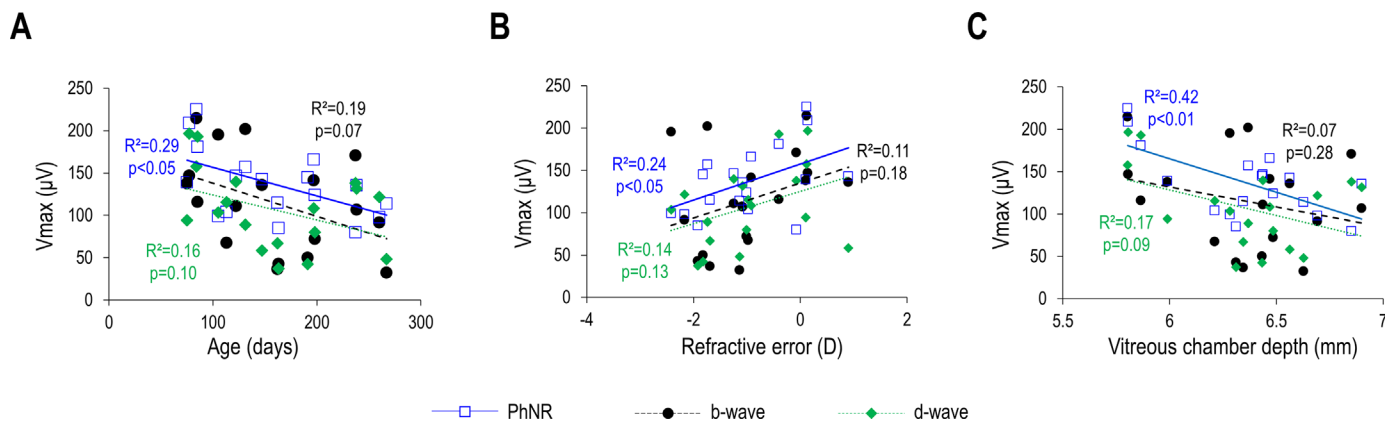 A
Vmax (µV)
250
200
150
100
50
0
0
100
200
300
Age (days)
R²=0.29
p<0.05
R²=0.19
p=0.07
R²=0.16
p=0.10
B
Vmax (µV)
250
200
150
100
50
0
-4
-2
0
2
Refractive error (D)
R²=0.24
p<0.05
R²=0.11
p=0.18
R²=0.14
p=0.13
C
Vmax (µV)
250
200
150
100
50
0
5.5
6
6.5
7
Vitreous chamber depth (mm)
R²=0.42
p<0.01
R²=0.07
p=0.28
R²=0.17
p=0.09
PhNR
b-wave
d-wave